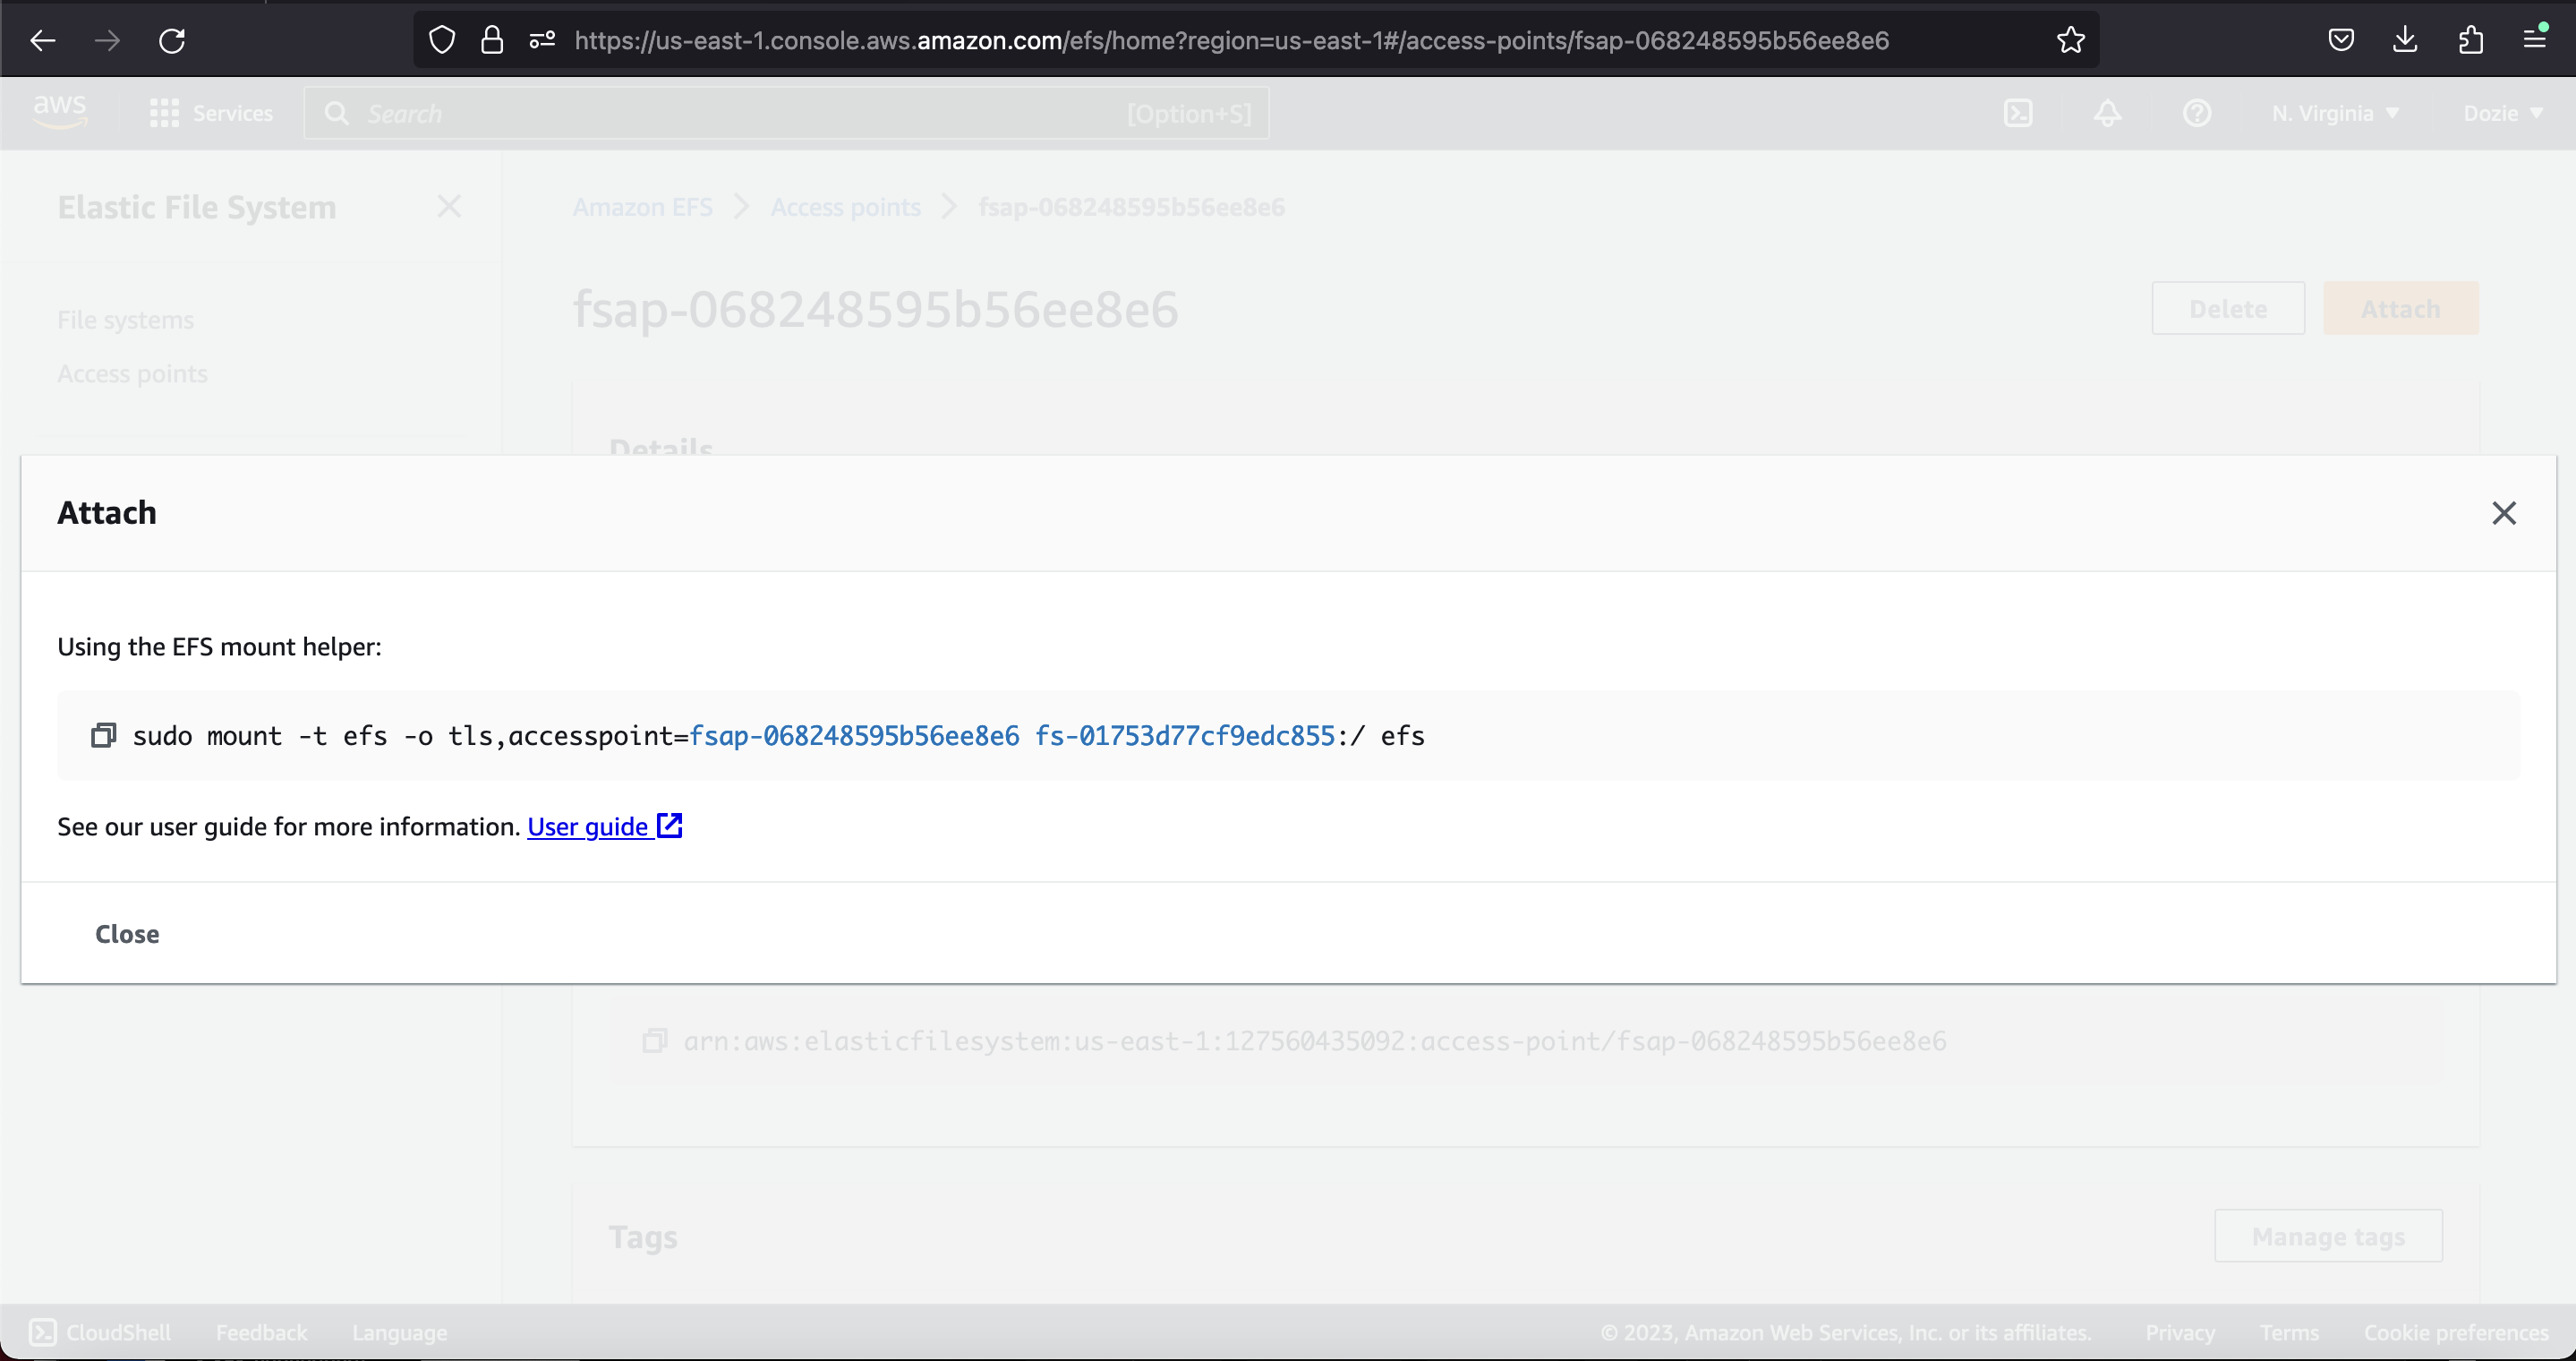 https://us-east-1.console.aws.amazon.com/efs/home?region=us-east-1#/access-points/fsap-068248595b56ee8e6
aws
Services
Search
[Option+S]
N. Virginia
Dozie
Elastic File System
Amazon EFS
Access points
fsap-068248595b56ee8e6
File systems
Access points
fsap-068248595b56ee8e6
Delete
Attach
Details
Attach
Using the EFS mount helper:
sudo mount -t efs -o tls,accesspoint=fsap-068248595b56ee8e6 fs-01753d77cf9edc855:/ efs
See our user guide for more information. User guide
Close
arn:aws:elasticfilesystem:us-east-1:127560435092:access-point/fsap-068248595b56ee8e6
Tags
Manage tags
CloudShell
Feedback
Language
© 2023, Amazon Web Services, Inc. or its affiliates.
Privacy
Terms
Cookie preferences